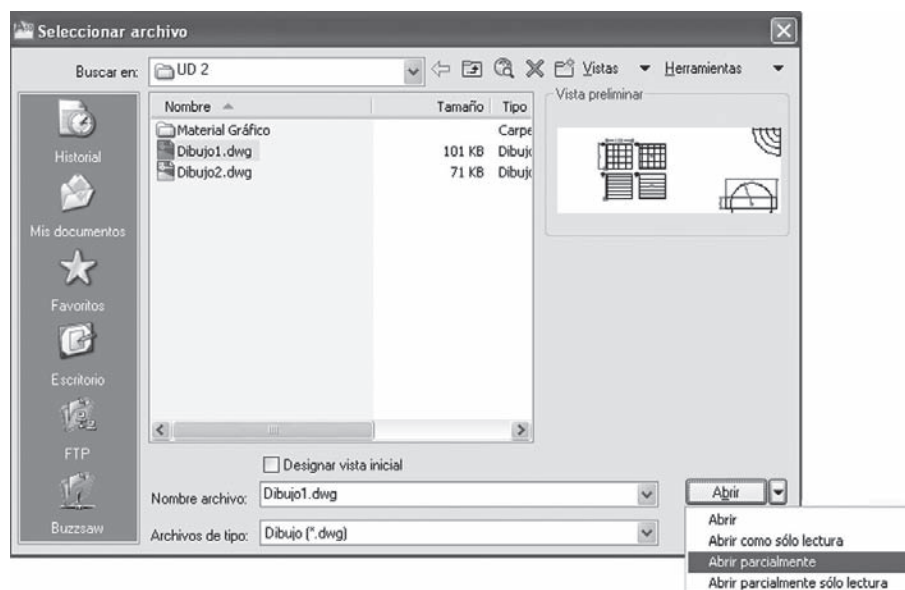 Seleccionar archivo
Buscar en: UD 2 Vistas Herramientas
Nombre Tamaño Tipo
Material Gráfico Carpe
Dibujo1.dwg 101 KB Dibujo
Dibujo2.dwg 71 KB Dibujo
Vista preliminar
Historial
Mis documentos
Favoritos
Escritorio
FTP
Buzzsaw
Designar vista inicial
Nombre archivo: Dibujo1.dwg Abrir
Archivos de tipo: Dibujo (*.dwg)
Abrir
Abrir como sólo lectura
Abrir parcialmente
Abrir parcialmente sólo lectura